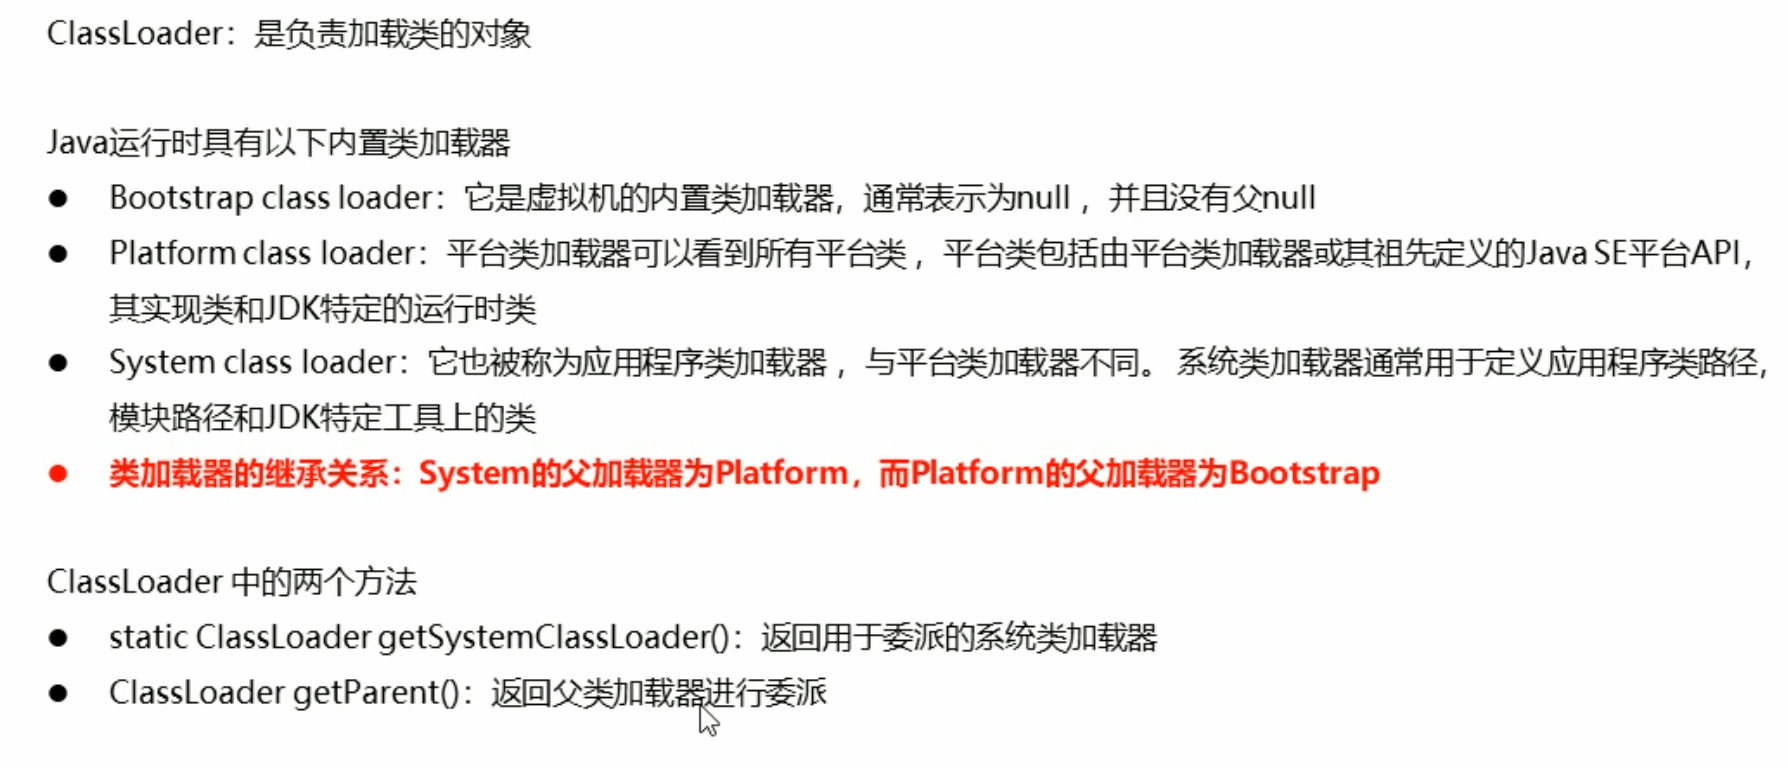 ClassLoader：是负责加载类的对象
Java运行时具有以下内置类加载器
● Bootstrap class loader：它是虚拟机的内置类加载器，通常表示为null ，并且没有父null
● Platform class loader：平台类加载器可以看到所有平台类 ，平台类包括由平台类加载器或其祖先定义的Java SE平台API，
其实现类和JDK特定的运行时类
● System class loader：它也被称为应用程序类加载器 ，与平台类加载器不同。 系统类加载器通常用于定义应用程序类路径，
模块路径和JDK特定工具上的类
● 类加载器的继承关系：System的父加载器为Platform，而Platform的父加载器为Bootstrap
ClassLoader 中的两个方法
● static ClassLoader getSystemClassLoader()：返回用于委派的系统类加载器
● ClassLoader getParent()：返回父类加载器进行委派